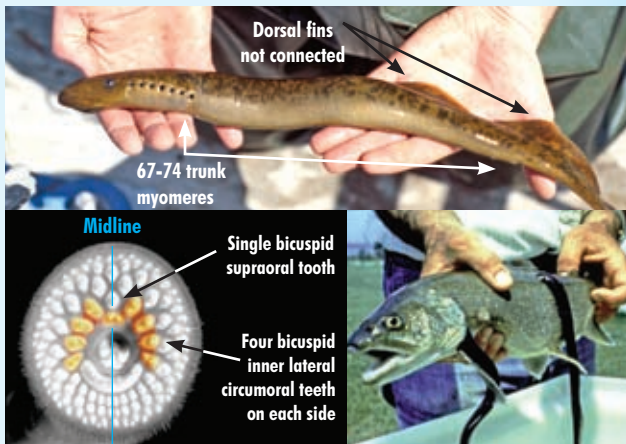 Dorsal fins
not connected
67-74 trunk
myomeres
Midline
Single bicuspid
supraoral tooth
Four bicuspid
inner lateral
circumoral teeth
on each side